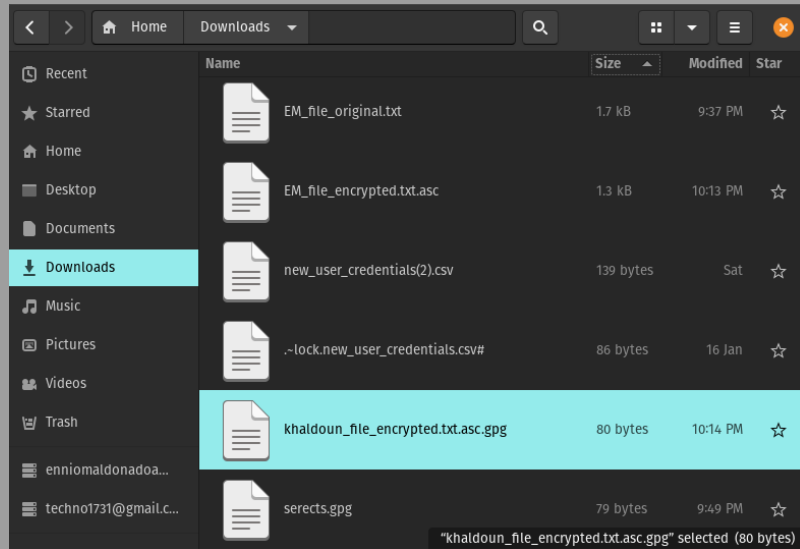 Home Downloads
Name Size Modified Star
Recent
Starred
Home
Desktop
Documents
Downloads
Music
Pictures
Videos
Trash
enniomaldonadoa...
techno1731@gmail.c...
EM_file_original.txt 1.7 kB 9:37 PM
EM_file_encrypted.txt.asc 1.3 kB 10:13 PM
new_user_credentials(2).csv 139 bytes Sat
.~lock.new_user_credentials.csv# 86 bytes 16 Jan
khaldoun_file_encrypted.txt.asc.gpg 80 bytes 10:14 PM
serects.gpg 79 bytes 9:49 PM
“khaldoun_file_encrypted.txt.asc.gpg” selected (80 bytes)